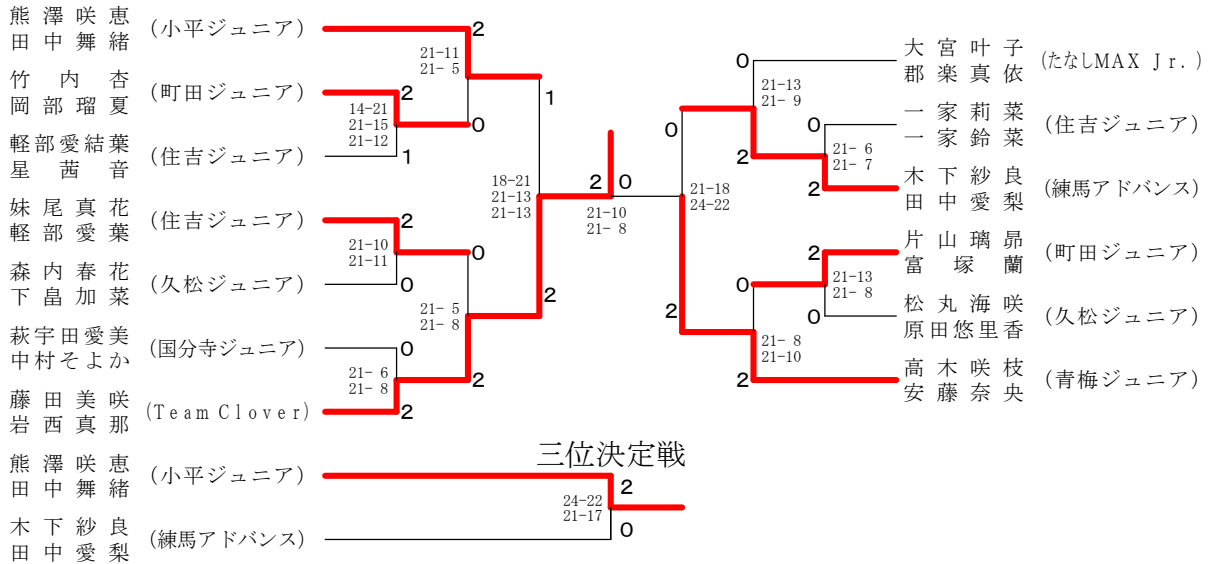 熊澤咲恵
田中舞緒
(小平ジュニア)
2
21-11
21- 5
竹内杏
岡部瑠夏
(町田ジュニア)
2
14-21
21-15
21-12
0
軽部愛結葉
星茜音
(住吉ジュニア)
1
1
18-21
21-13
21-13
妹尾真花
軽部愛葉
(住吉ジュニア)
2
21-10
21-11
0
森内春花
下畠加菜
(久松ジュニア)
0
21- 5
21- 8
2
萩宇田愛美
中村そよか
(国分寺ジュニア)
0
21- 6
21- 8
2
藤田美咲
岩西真那
(Team Clover)
2
2 0
21-10
21- 8
大宮叶子
郡楽真依
(たなしMAX Jr.)
0
21-13
21- 9
一家莉菜
一家鈴菜
(住吉ジュニア)
0
21- 6
21- 7
0
2
木下紗良
田中愛梨
(練馬アドバンス)
2
21-18
24-22
片山璃昴
富塚蘭
(町田ジュニア)
2
21-13
21- 8
0
松丸海咲
原田悠里香
(久松ジュニア)
0
2
21- 8
21-10
高木咲枝
安藤奈央
(青梅ジュニア)
2
三位決定戦
熊澤咲恵
田中舞緒
(小平ジュニア)
2
24-22
21-17
木下紗良
田中愛梨
(練馬アドバンス)
0